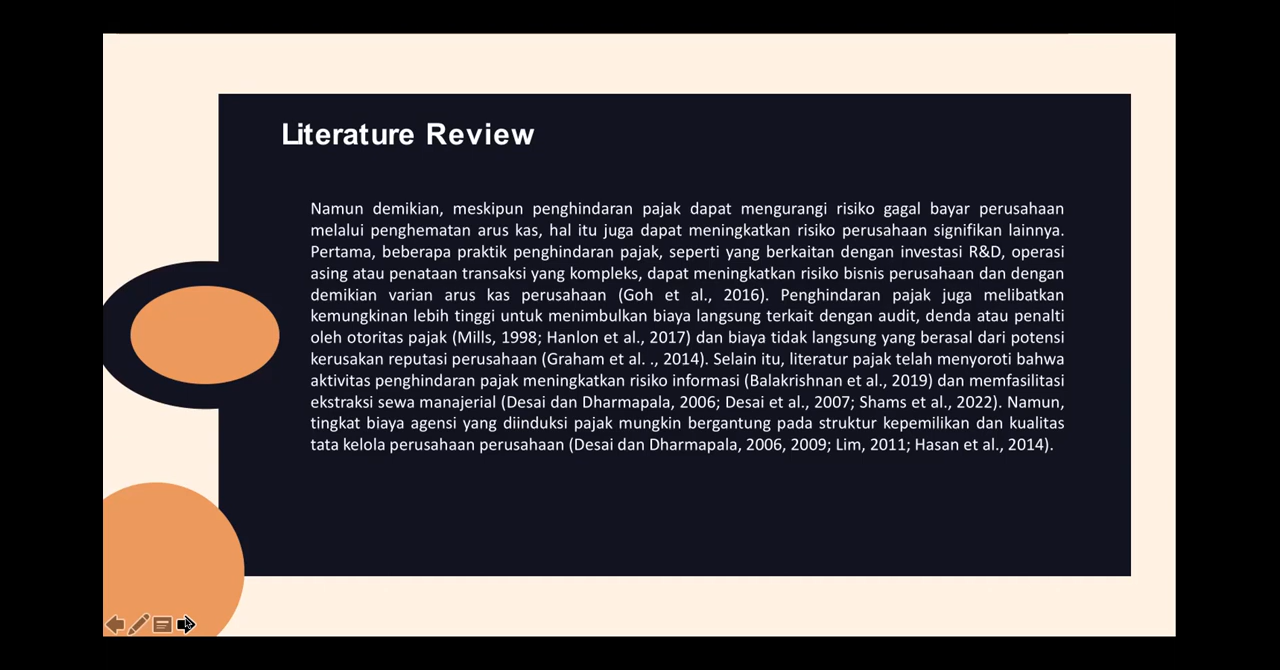 Literature Review
Namun demikian, meskipun penghindaran pajak dapat mengurangi risiko gagal bayar perusahaan
melalui penghematan arus kas, hal itu juga dapat meningkatkan risiko perusahaan signifikan lainnya.
Pertama, beberapa praktik penghindaran pajak, seperti yang berkaitan dengan investasi R&D, operasi
asing atau penataan transaksi yang kompleks, dapat meningkatkan risiko bisnis perusahaan dan dengan
demikian varian arus kas perusahaan (Goh et al., 2016). Penghindaran pajak juga melibatkan
kemungkinan lebih tinggi untuk menimbulkan biaya langsung terkait dengan audit, denda atau penalti
oleh otoritas pajak (Mills, 1998; Hanlon et al., 2017) dan biaya tidak langsung yang berasal dari potensi
kerusakan reputasi perusahaan (Graham et al. ., 2014). Selain itu, literatur pajak telah menyoroti bahwa
aktivitas penghindaran pajak meningkatkan risiko informasi (Balakrishnan et al., 2019) dan memfasilitasi
ekstraksi sewa manajerial (Desai dan Dharmapala, 2006; Desai et al., 2007; Shams et al., 2022). Namun,
tingkat biaya agensi yang diinduksi pajak mungkin bergantung pada struktur kepemilikan dan kualitas
tata kelola perusahaan perusahaan (Desai dan Dharmapala, 2006, 2009; Lim, 2011; Hasan et al., 2014).